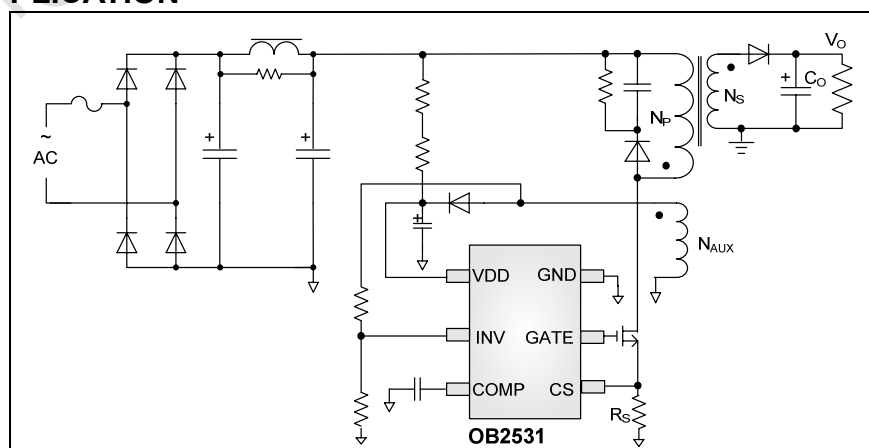 PLICATION
V_O
+
C_O
N_S
N_P
+
+
~
AC
+
N_AUX
VDD
GND
INV
GATE
COMP
CS
R_S
OB2531